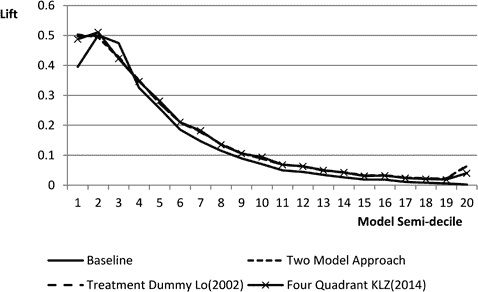 Lift
0.6
0.5
0.4
0.3
0.2
0.1
0
1 2 3 4 5 6 7 8 9 10 11 12 13 14 15 16 17 18 19 20
Model Semi-decile
Baseline
Two Model Approach
Treatment Dummy Lo(2002)
Four Quadrant KLZ(2014)